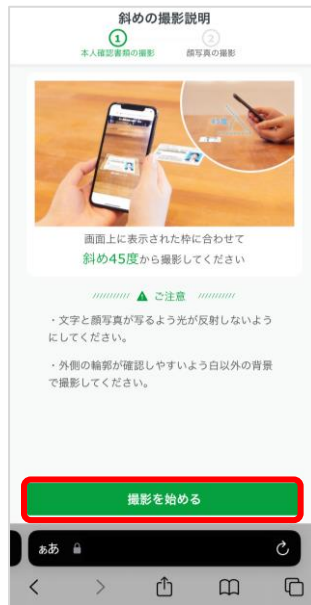 斜めの撮影説明
1
2
本人確認書類の撮影
顔写真の撮影
画面上に表示された枠に合わせて
斜め45度から撮影してください
ご注意
・文字と顔写真が写るよう光が反射しないよう
にしてください。
・外側の輪郭が確認しやすいよう白以外の背景
で撮影してください。
撮影を始める
ぁあ